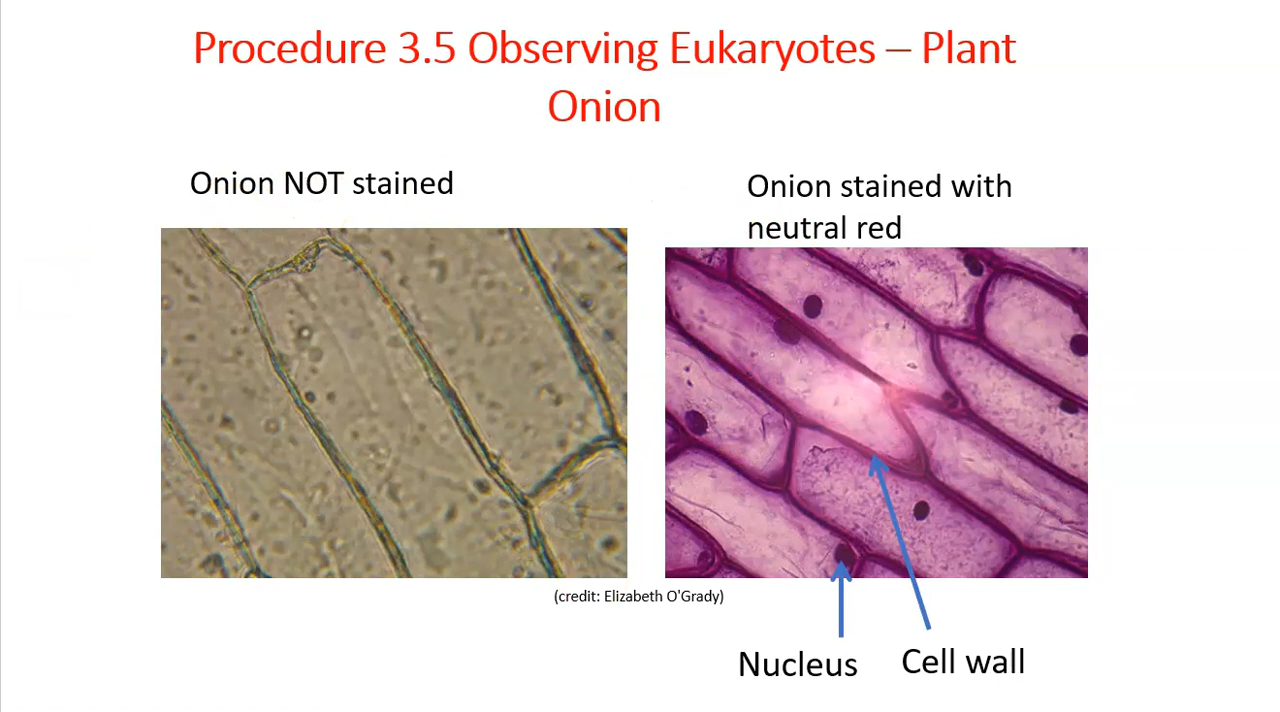 Procedure 3.5 Observing Eukaryotes – Plant
Onion
Onion NOT stained
Onion stained with
neutral red
(credit: Elizabeth O'Grady)
Nucleus
Cell wall